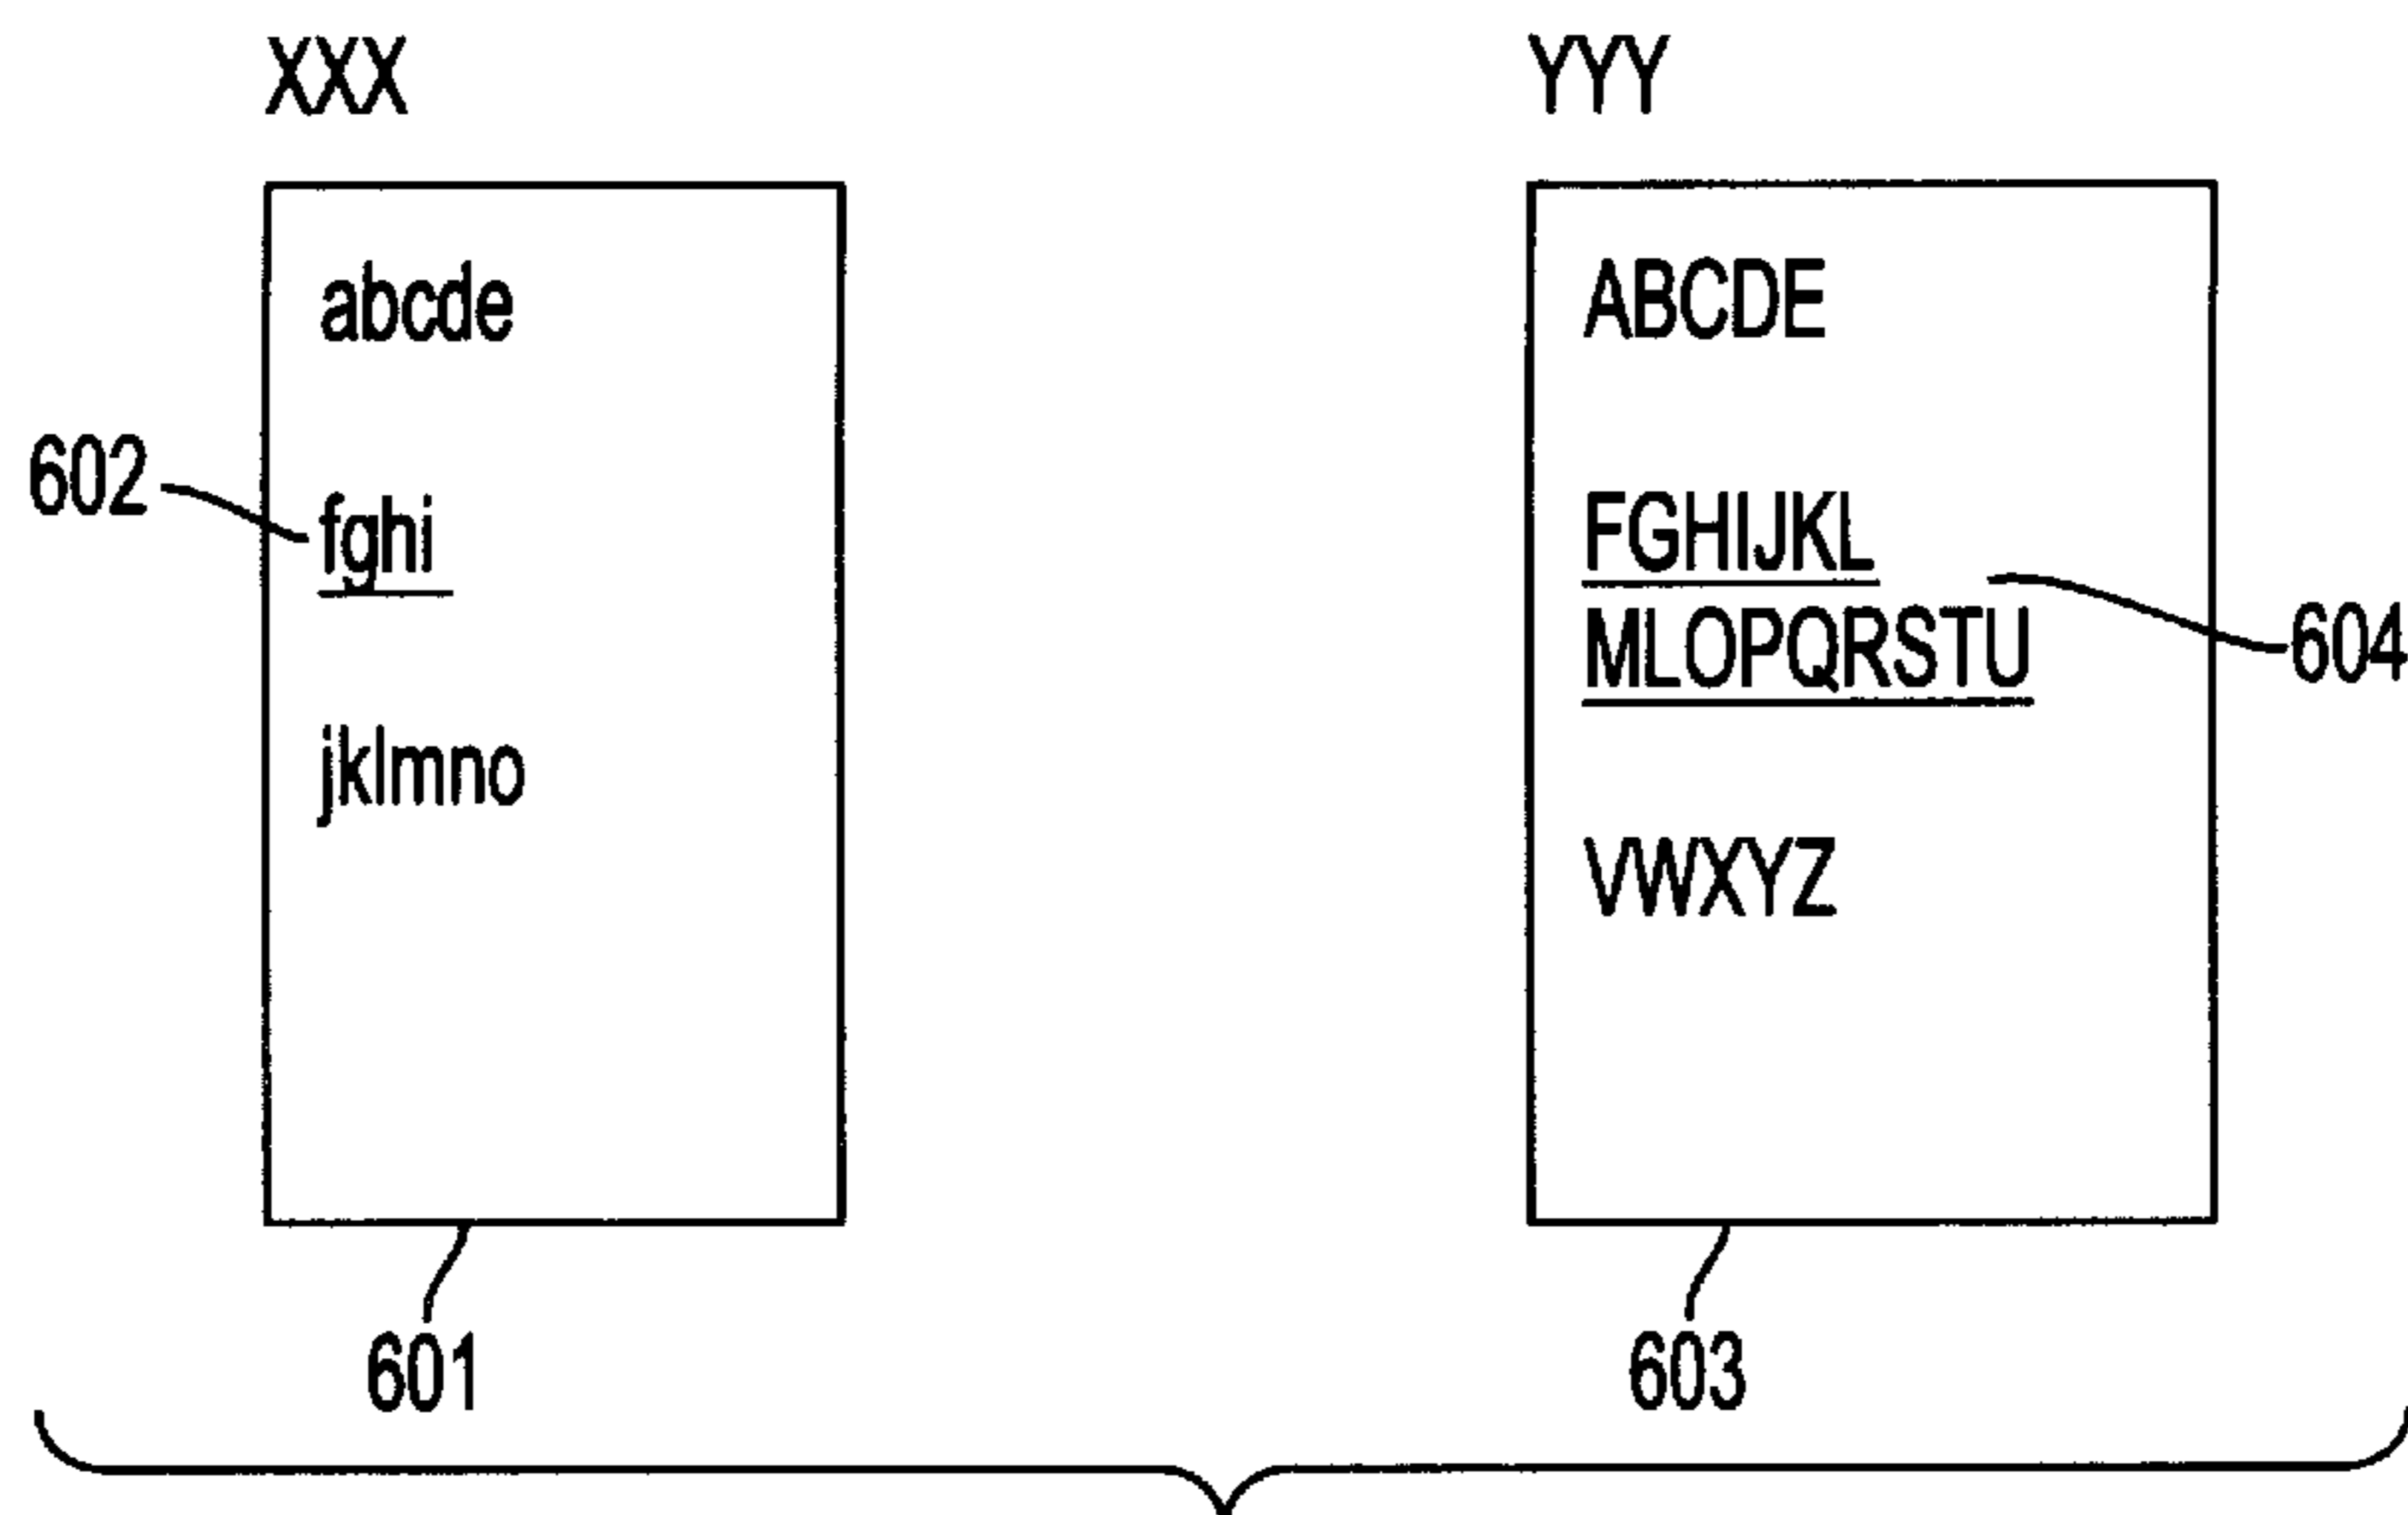 XXX
abcde
602
fghi
jklmno
601
YYY
ABCDE
FGHIJKL
MLOPQRSTU
604
VWXYZ
603